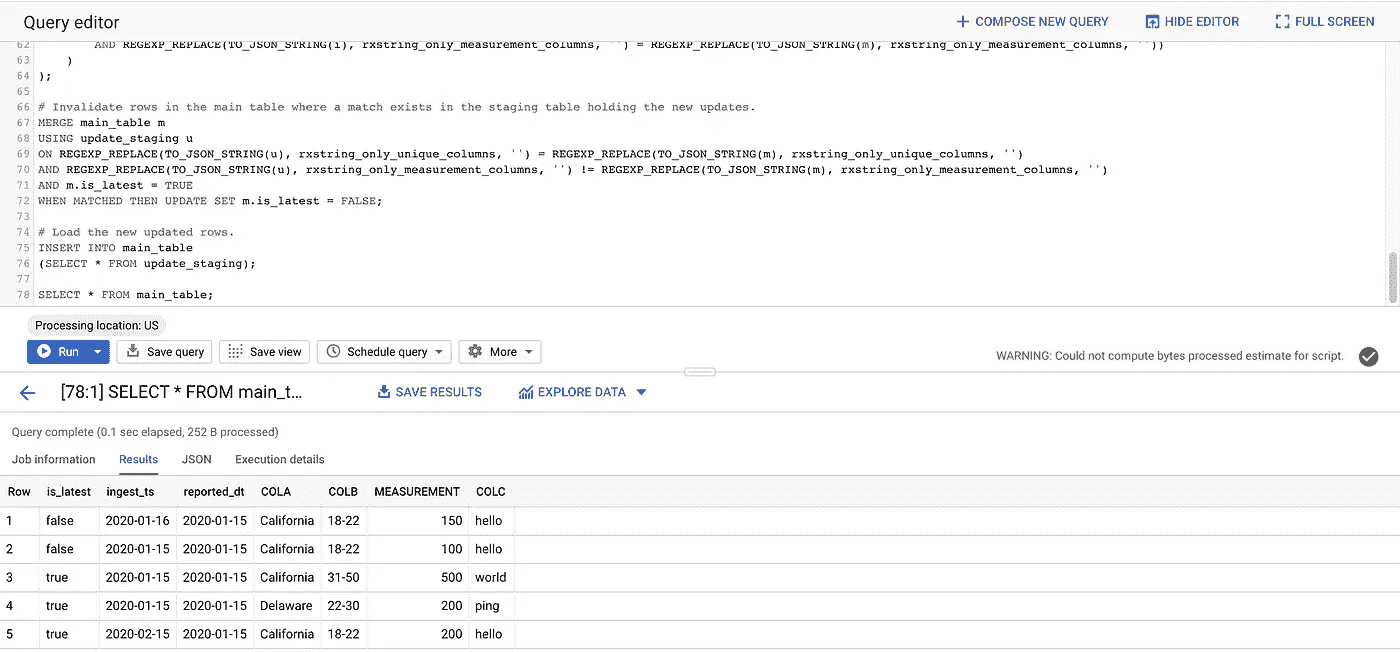 Query editor
COMPOSE NEW QUERY HIDE EDITOR FULL SCREEN
62 AND REGEXP_REPLACE(TO_JSON_STRING(i), rxstring_only_measurement_columns, '') = REGEXP_REPLACE(TO_JSON_STRING(m), rxstring_only_measurement_columns, ''))
63 )
64 );
65
66 # Invalidate rows in the main table where a match exists in the staging table holding the new updates.
67 MERGE main_table m
68 USING update_staging u
69 ON REGEXP_REPLACE(TO_JSON_STRING(u), rxstring_only_unique_columns, '') = REGEXP_REPLACE(TO_JSON_STRING(m), rxstring_only_unique_columns, '')
70 AND REGEXP_REPLACE(TO_JSON_STRING(u), rxstring_only_measurement_columns, '') != REGEXP_REPLACE(TO_JSON_STRING(m), rxstring_only_measurement_columns, '')
71 AND m.is_latest = TRUE
72 WHEN MATCHED THEN UPDATE SET m.is_latest = FALSE;
73
74 # Load the new updated rows.
75 INSERT INTO main_table
76 (SELECT * FROM update_staging);
77
78 SELECT * FROM main_table;
Processing location: US
Run Save query Save view Schedule query More WARNING: Could not compute bytes processed estimate for script.
[78:1] SELECT * FROM main_t... SAVE RESULTS EXPLORE DATA
Query complete (0.1 sec elapsed, 252 B processed)
Job information Results JSON Execution details
Row is_latest ingest_ts reported_dt COLA COLB MEASUREMENT COLC
1 false 2020-01-16 2020-01-15 California 18-22 150 hello
2 false 2020-01-15 2020-01-15 California 18-22 100 hello
3 true 2020-01-15 2020-01-15 California 31-50 500 world
4 true 2020-01-15 2020-01-15 Delaware 22-30 200 ping
5 true 2020-02-15 2020-01-15 California 18-22 200 hello